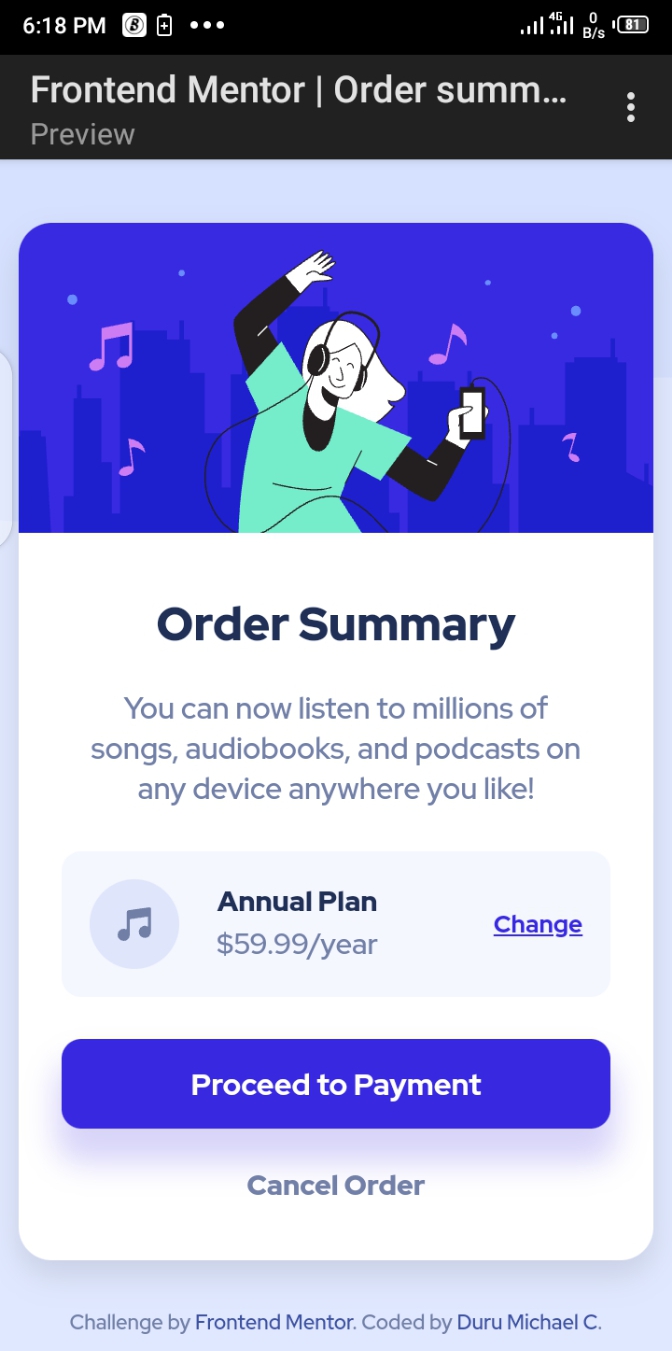 6:18 PM
4G
0
B/s
81
Frontend Mentor | Order summ...
Preview
Order Summary
You can now listen to millions of
songs, audiobooks, and podcasts on
any device anywhere you like!
Annual Plan
$59.99/year
Change
Proceed to Payment
Cancel Order
Challenge by Frontend Mentor. Coded by Duru Michael C.